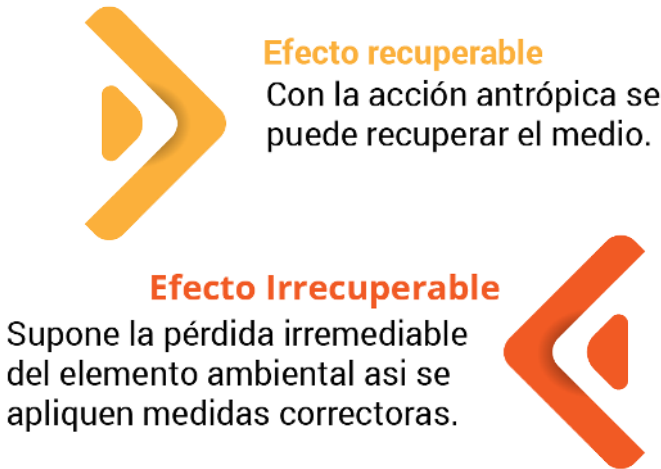 Efecto recuperable
Con la acción antrópica se
puede recuperar el medio.
Efecto Irrecuperable
Supone la pérdida irremediable
del elemento ambiental asi se
apliquen medidas correctoras.